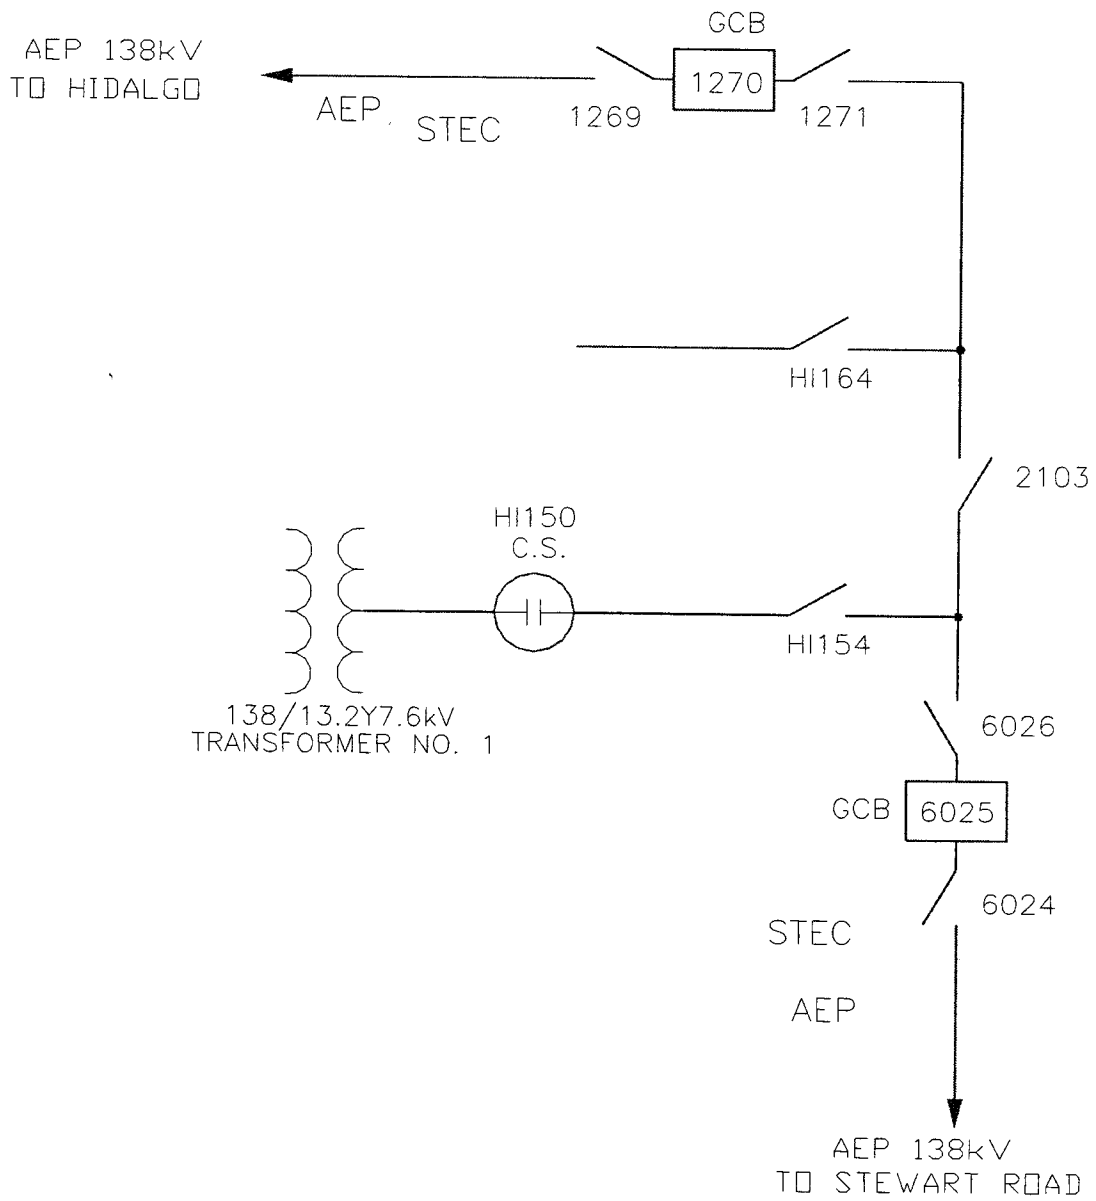 GCB
AEP 138kV
TO HIDALGO
1270
AEP
STEC
1269
1271
HI164
2103
HI150
C.S.
HI154
138/13.2Y7.6kV
TRANSFORMER NO. 1
6026
GCB
6025
6024
STEC
AEP
AEP 138kV
TO STEWART ROAD